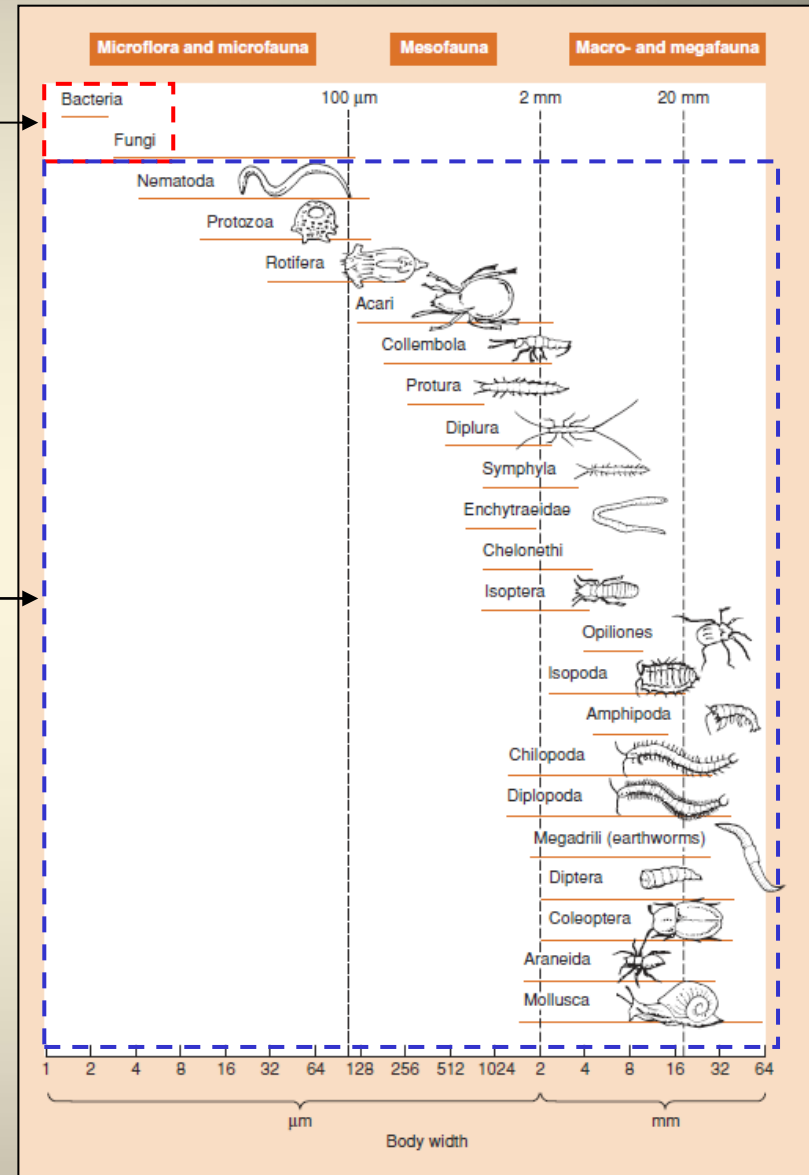 Microflora and microfauna Mesofauna Macro- and megafauna
Bacteria 100 µm 2 mm 20 mm
Fungi
Nematoda
Protozoa
Rotifera
Acari
Collembola
Protura
Diplura
Symphyla
Enchytraeidae
Chelonethi
Isoptera
Opiliones
Isopoda
Amphipoda
Chilopoda
Diplopoda
Megadrili (earthworms)
Diptera
Coleoptera
Araneida
Mollusca
1 2 4 8 16 32 64 128 256 512 1024 2 4 8 16 32 64
µm mm
Body width